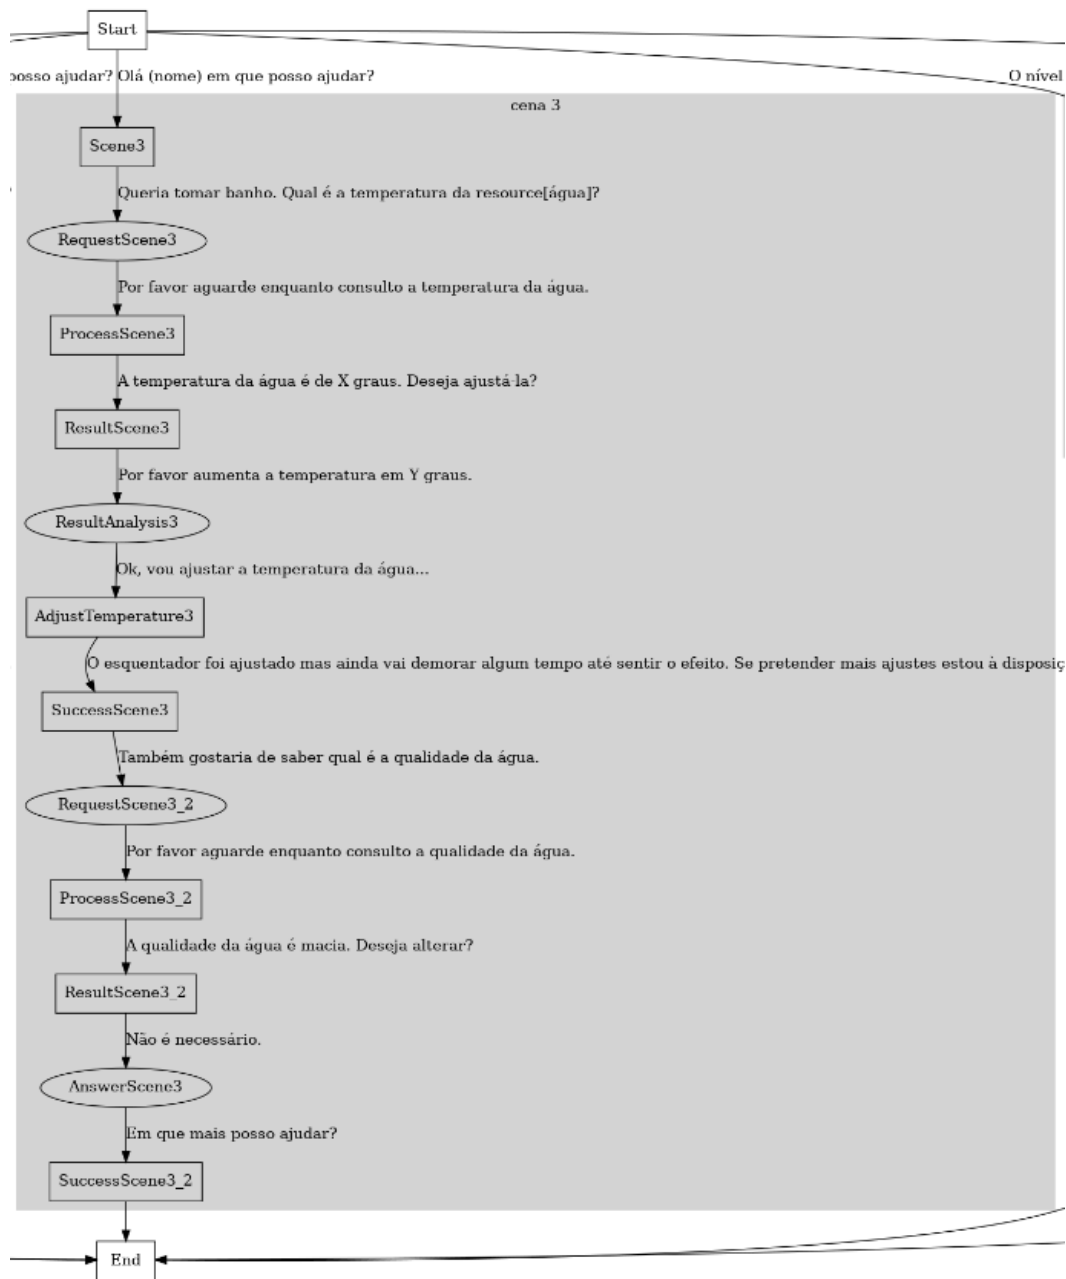 Start
posso ajudar? Olá (nome) em que posso ajudar?
O nível
cena 3
Scene3
Queria tomar banho. Qual é a temperatura da resource[água]?
RequestScene3
Por favor aguarde enquanto consulto a temperatura da água.
ProcessScene3
A temperatura da água é de X graus. Deseja ajustá-la?
ResultScene3
Por favor aumenta a temperatura em Y graus.
ResultAnalysis3
Ok, vou ajustar a temperatura da água...
AdjustTemperature3
O esquentador foi ajustado mas ainda vai demorar algum tempo até sentir o efeito. Se pretender mais ajustes estou à disposiç
SuccessScene3
Também gostaria de saber qual é a qualidade da água.
RequestScene3_2
Por favor aguarde enquanto consulto a qualidade da água.
ProcessScene3_2
A qualidade da água é macia. Deseja alterar?
ResultScene3_2
Não é necessário.
AnswerScene3
Em que mais posso ajudar?
SuccessScene3_2
End